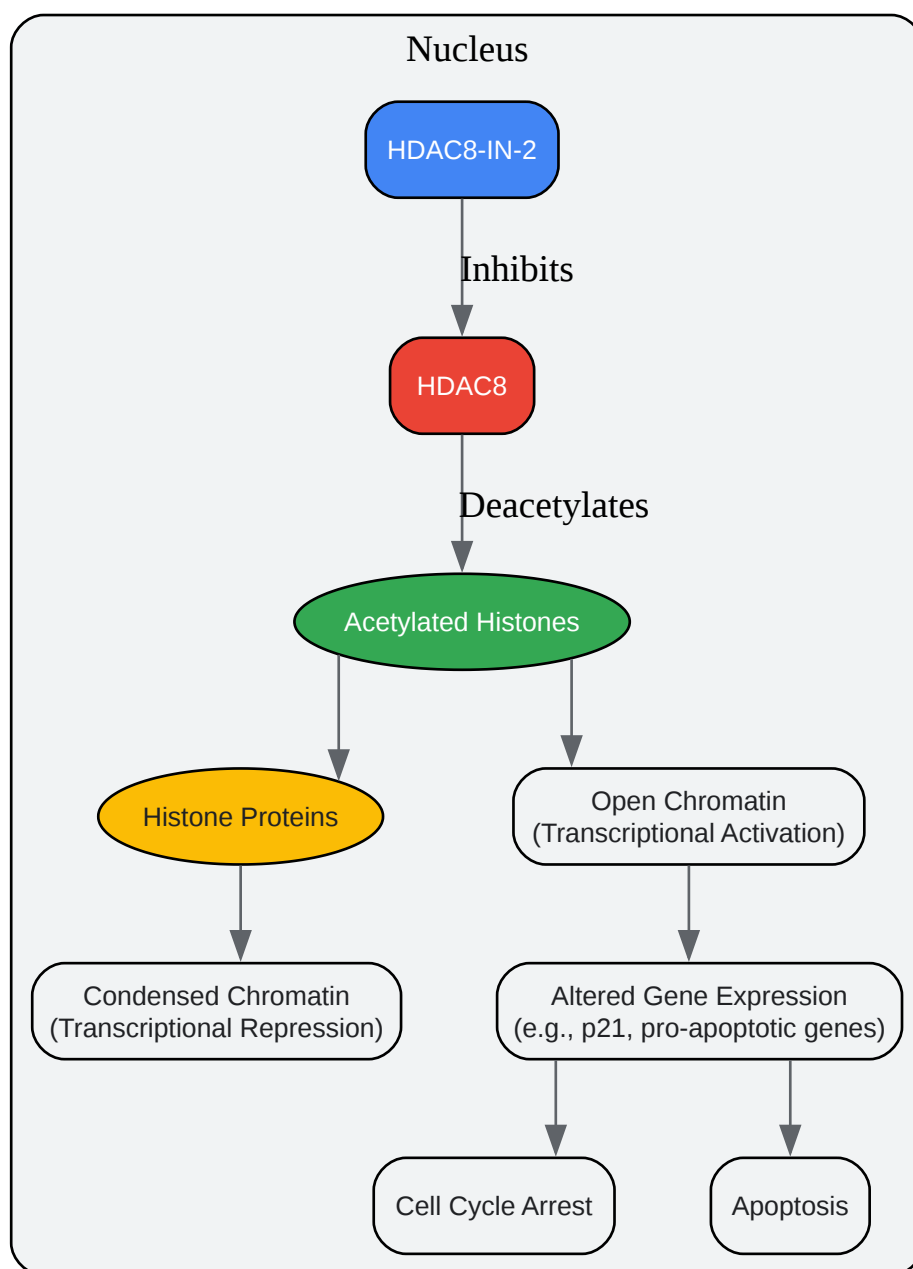 Nucleus
HDAC8-IN-2
Inhibits
HDAC8
Deacetylates
Acetylated Histones
Histone Proteins
Open Chromatin
(Transcriptional Activation)
Condensed Chromatin
(Transcriptional Repression)
Altered Gene Expression
(e.g., p21, pro-apoptotic genes)
Cell Cycle Arrest
Apoptosis